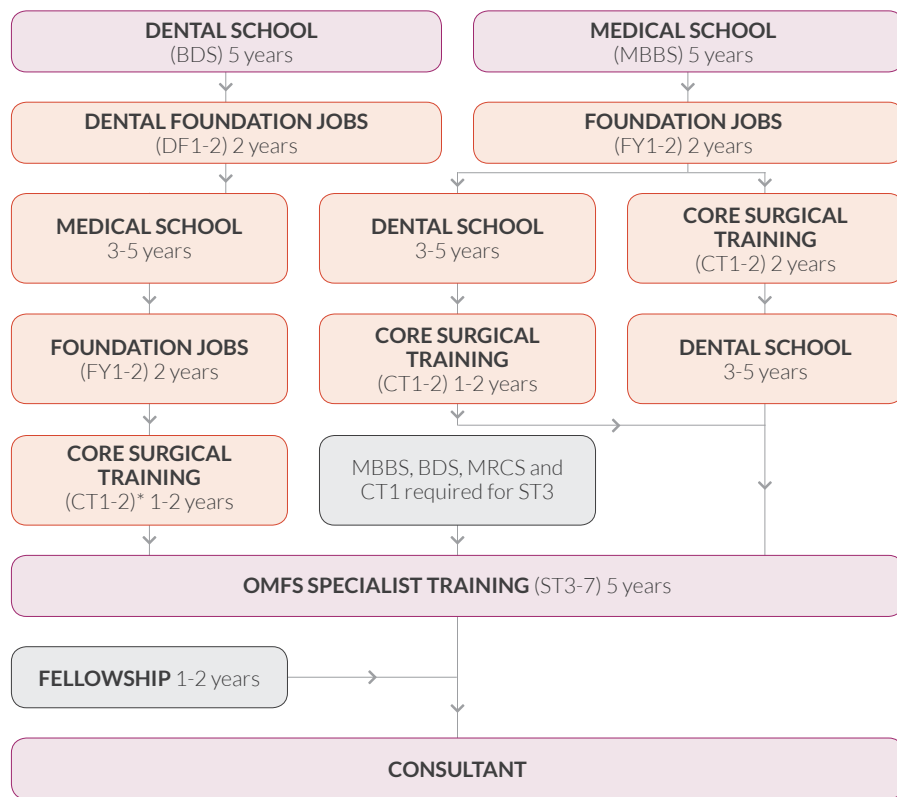 DENTAL SCHOOL
(BDS) 5 years
MEDICAL SCHOOL
(MBBS) 5 years
DENTAL FOUNDATION JOBS
(DF1-2) 2 years
FOUNDATION JOBS
(FY1-2) 2 years
MEDICAL SCHOOL
3-5 years
DENTAL SCHOOL
3-5 years
CORE SURGICAL
TRAINING
(CT1-2) 2 years
FOUNDATION JOBS
(FY1-2) 2 years
CORE SURGICAL
TRAINING
(CT1-2) 1-2 years
DENTAL SCHOOL
3-5 years
CORE SURGICAL
TRAINING
(CT1-2)* 1-2 years
MBBS, BDS, MRCS and
CT1 required for ST3
OMFS SPECIALIST TRAINING (ST3-7) 5 years
FELLOWSHIP 1-2 years
CONSULTANT